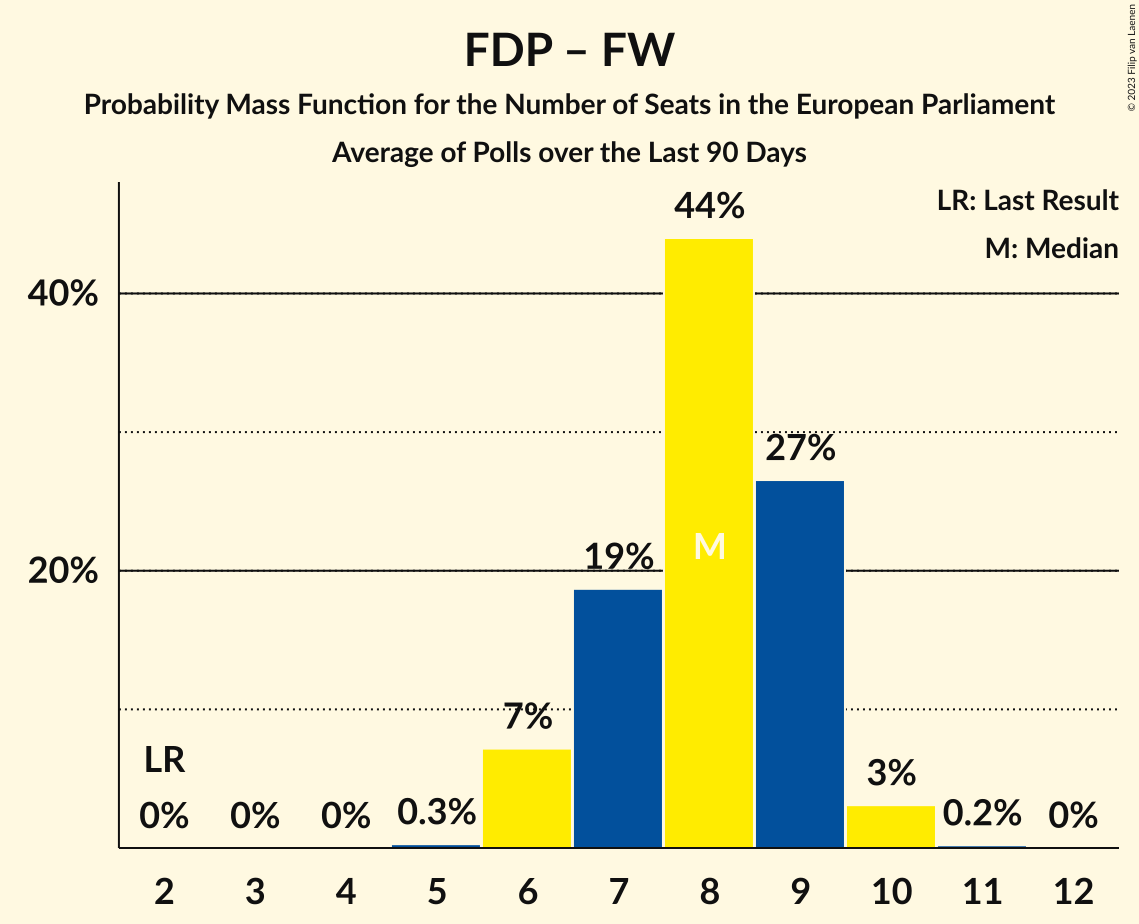 FDP – FW
Probability Mass Function for the Number of Seats in the European Parliament
Average of Polls over the Last 90 Days
© 2023 Filip van Laenen
LR: Last Result
M: Median
44%
40%
27%
M
19%
20%
7%
LR
3%
0%
0%
0%
0.3%
0.2%
0%
2 3 4 5 6 7 8 9 10 11 12